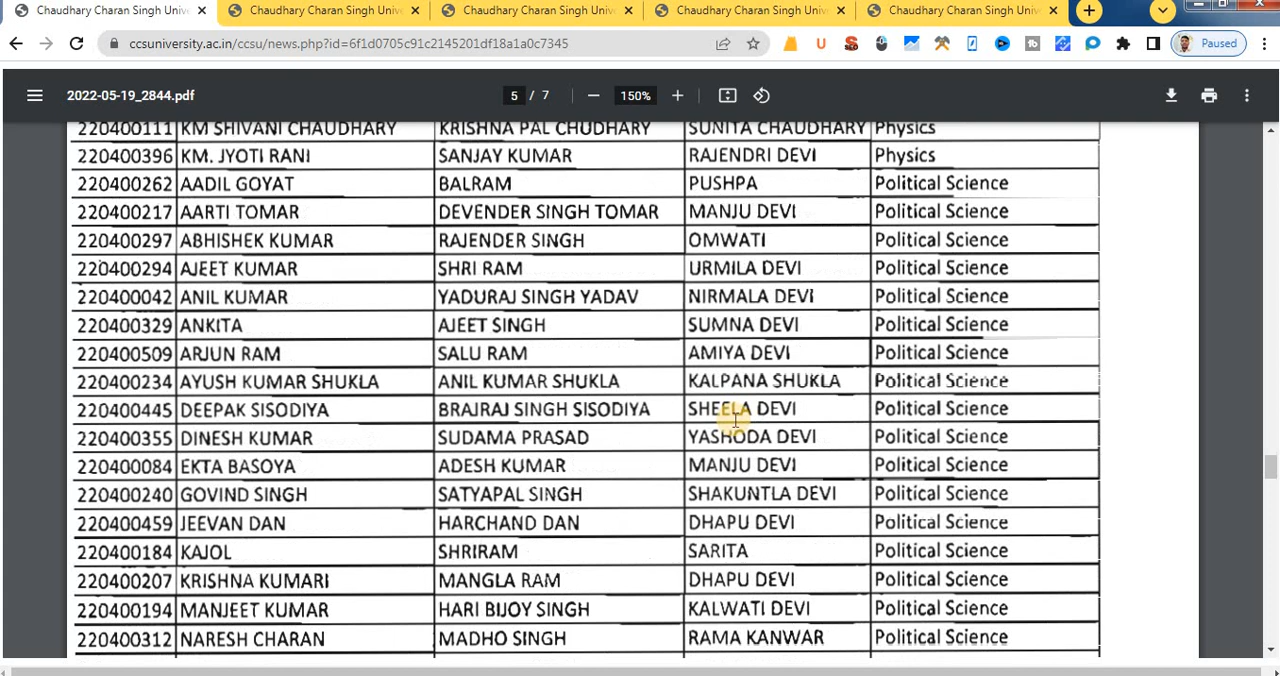 Chaudhary Charan Singh Unive
Chaudhary Charan Singh Unive
Chaudhary Charan Singh Unive
Chaudhary Charan Singh Unive
Chaudhary Charan Singh Unive
ccsuniversity.ac.in/ccsu/news.php?id=6f1d0705c91c2145201df18a1a0c7345 Paused
2022-05-19_2844.pdf 5 / 7 150%
220400111 KM SHIVANI CHAUDHARY KRISHNA PAL CHUDHARY SUNITA CHAUDHARY Physics
220400396 KM. JYOTI RANI SANJAY KUMAR RAJENDRI DEVI Physics
220400262 AADIL GOYAT BALRAM PUSHPA Political Science
220400217 AARTI TOMAR DEVENDER SINGH TOMAR MANJU DEVI Political Science
220400297 ABHISHEK KUMAR RAJENDER SINGH OMWATI Political Science
220400294 AJEET KUMAR SHRI RAM URMILA DEVI Political Science
220400042 ANIL KUMAR YADURAJ SINGH YADAV NIRMALA DEVI Political Science
220400329 ANKITA AJEET SINGH SUMNA DEVI Political Science
220400509 ARJUN RAM SALU RAM AMIYA DEVI Political Science
220400234 AYUSH KUMAR SHUKLA ANIL KUMAR SHUKLA KALPANA SHUKLA Political Science
220400445 DEEPAK SISODIYA BRAJRAJ SINGH SISODIYA SHEELA DEVI Political Science
220400355 DINESH KUMAR SUDAMA PRASAD YASHODA DEVI Political Science
220400084 EKTA BASOYA ADESH KUMAR MANJU DEVI Political Science
220400240 GOVIND SINGH SATYAPAL SINGH SHAKUNTLA DEVI Political Science
220400459 JEEVAN DAN HARCHAND DAN DHAPU DEVI Political Science
220400184 KAJOL SHRIRAM SARITA Political Science
220400207 KRISHNA KUMARI MANGLA RAM DHAPU DEVI Political Science
220400194 MANJEET KUMAR HARI BIJOY SINGH KALWATI DEVI Political Science
220400312 NARESH CHARAN MADHO SINGH RAMA KANWAR Political Science